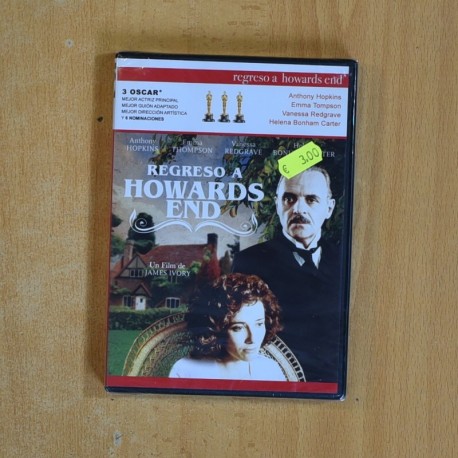 regreso a howards end
3 OSCAR*
MEJOR ACTRIZ PRINCIPAL
MEJOR GUIÓN ADAPTADO
MEJOR DIRECCIÓN ARTÍSTICA
Y 6 NOMINACIONES
Anthony Hopkins
Emma Tompson
Vanessa Redgrave
Helena Bonham Carter
Anthony HOPKINS
THOMPSON
Vanessa REDGRAVE
€ 3,00
REGRESO A
HOWARDS
END
Un Film de
JAMES IVORY